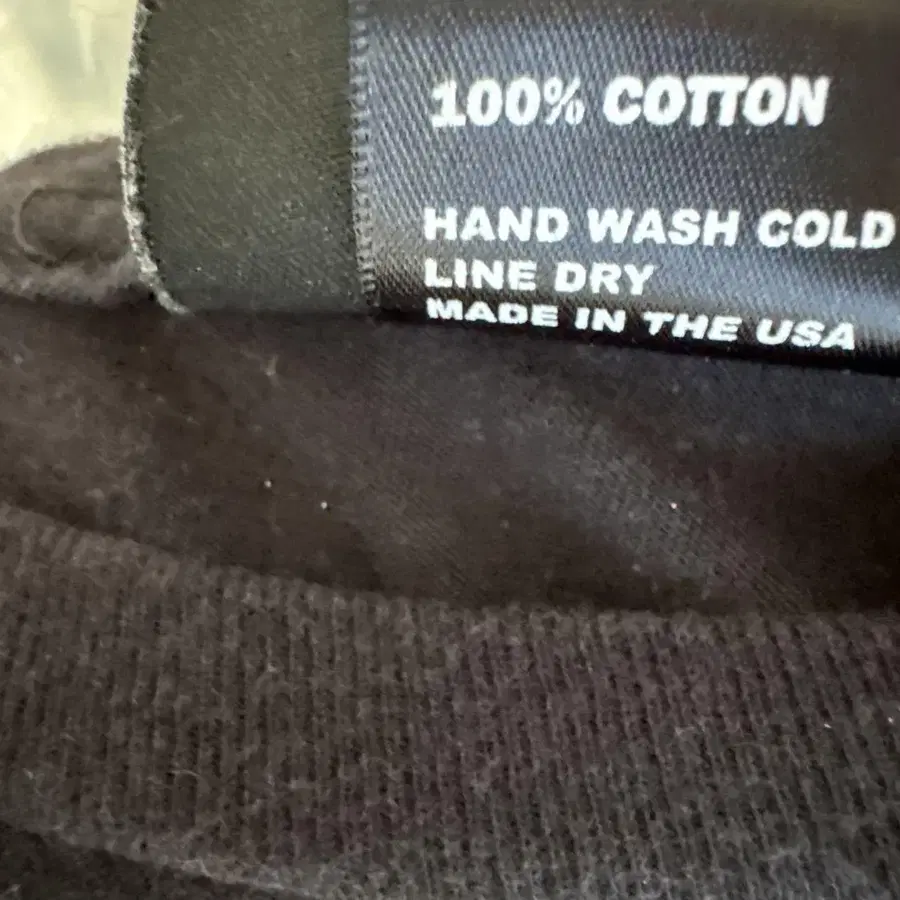 100% COTTON
HAND WASH COLD
LINE DRY
MADE IN THE USA